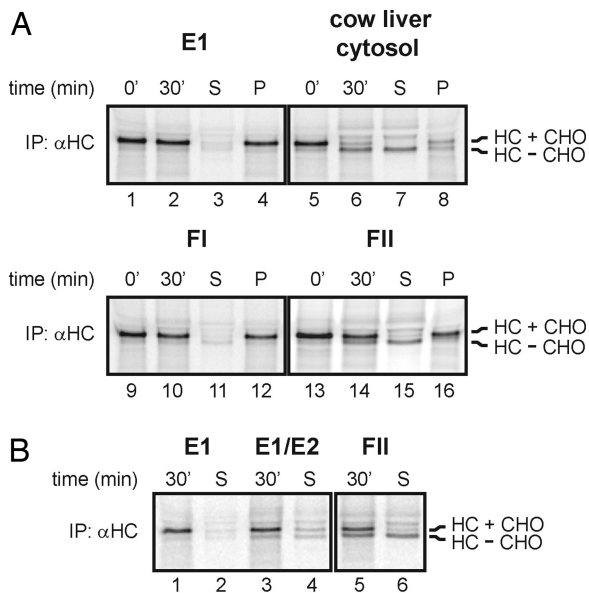 A
E1 cow liver cytosol
time (min) 0' 30' S P 0' 30' S P
IP: αHC HC + CHO
HC − CHO
1 2 3 4 5 6 7 8
FI FII
time (min) 0' 30' S P 0' 30' S P
IP: αHC HC + CHO
HC − CHO
9 10 11 12 13 14 15 16
B
E1 E1/E2 FII
time (min) 30' S 30' S 30' S
IP: αHC HC + CHO
HC − CHO
1 2 3 4 5 6